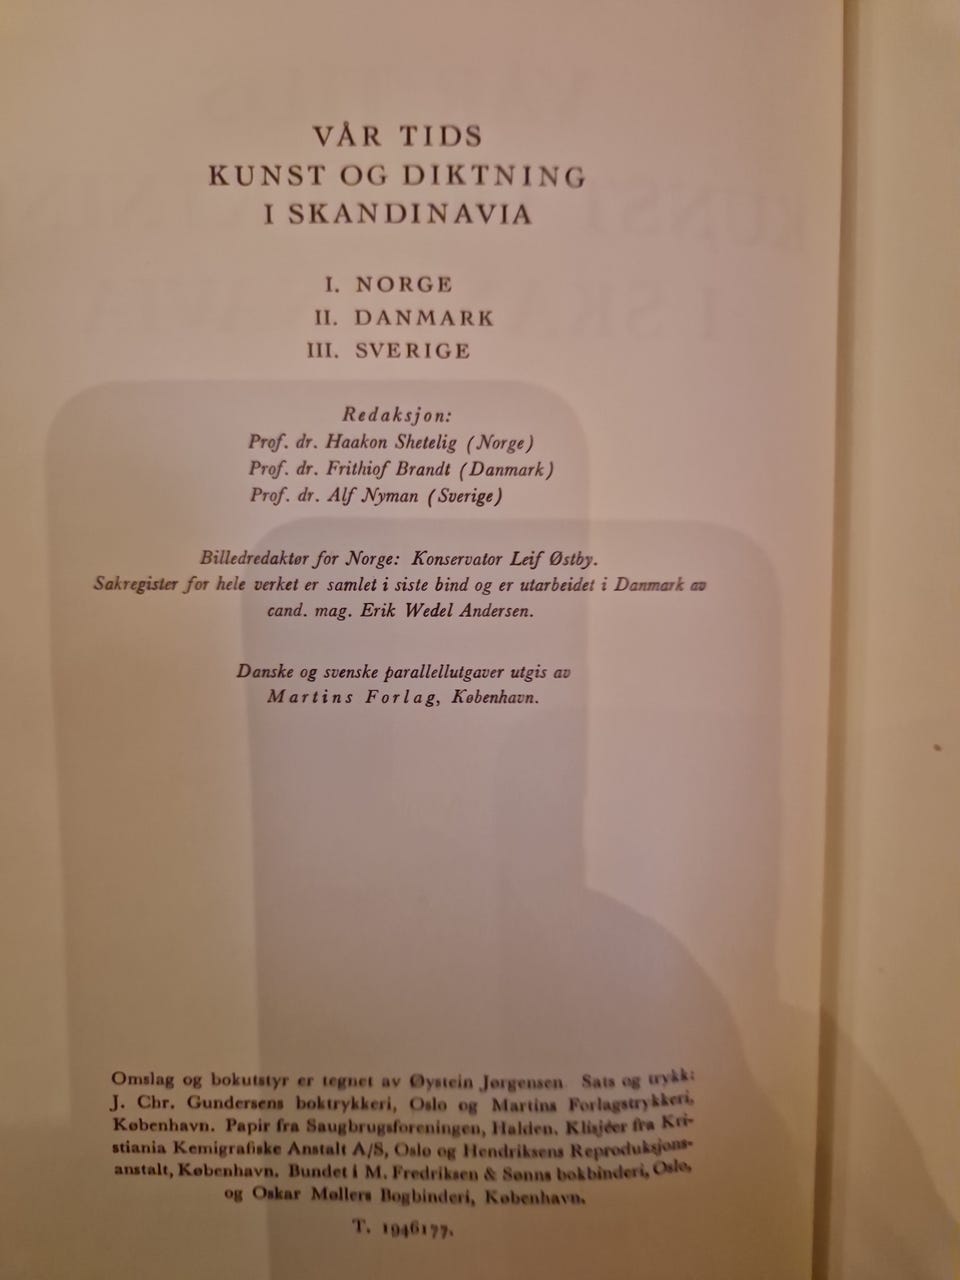 VÅR TIDS
KUNST OG DIKTNING
I SKANDINAVIA
I. NORGE
II. DANMARK
III. SVERIGE
Redaksjon:
Prof. dr. Haakon Shetelig (Norge)
Prof. dr. Frithiof Brandt (Danmark)
Prof. dr. Alf Nyman (Sverige)
Billedredaktør for Norge: Konservator Leif Østby.
Sakregister for hele verket er samlet i siste bind og er utarbeidet i Danmark av
cand. mag. Erik Wedel Andersen.
Danske og svenske parallellutgaver utgis av
Martins Forlag, København.
Omslag og bokutstyr er tegnet av Øystein Jørgensen Sats og trykk:
J. Chr. Gundersens boktrykkeri, Oslo og Martins Forlagstrykkeri,
København. Papir fra Saugbrugsforeningen, Halden. Klisjéer fra Kri-
stiania Kemigrafiske Anstalt A/S, Oslo og Hendriksens Reproduksjons-
anstalt, København. Bundet i M. Fredriksen & Sønns bokbinderi, Oslo,
og Oskar Møllers Bogbinderi, København.
T. 1946177.